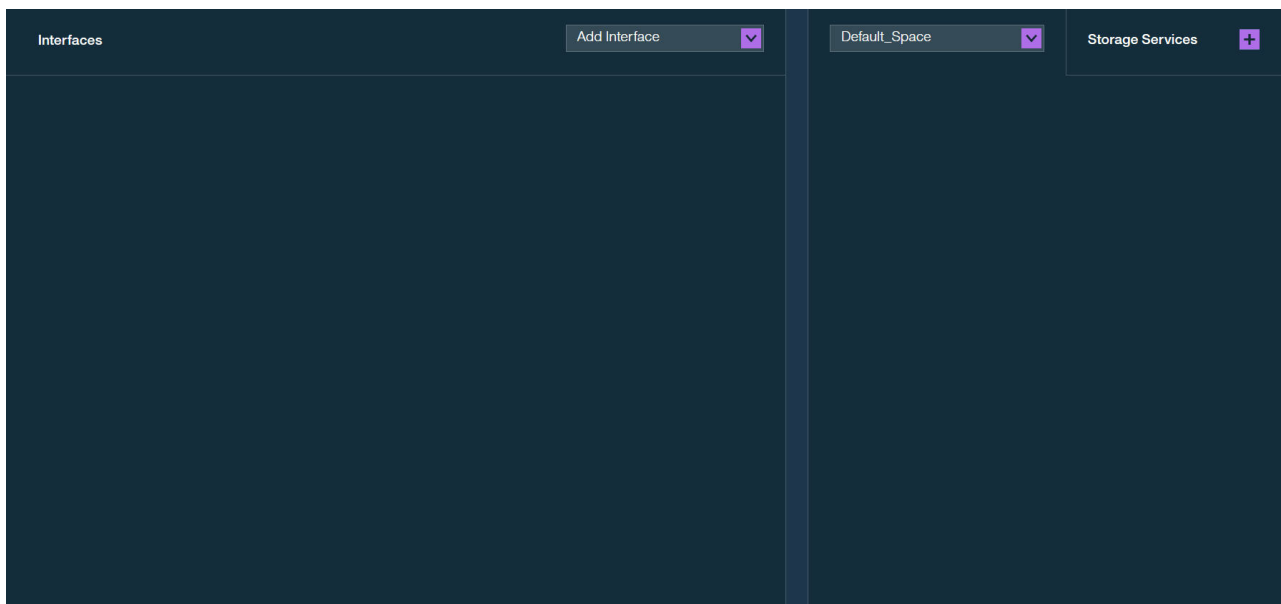 Interfaces
Add Interface
Default_Space
Storage Services